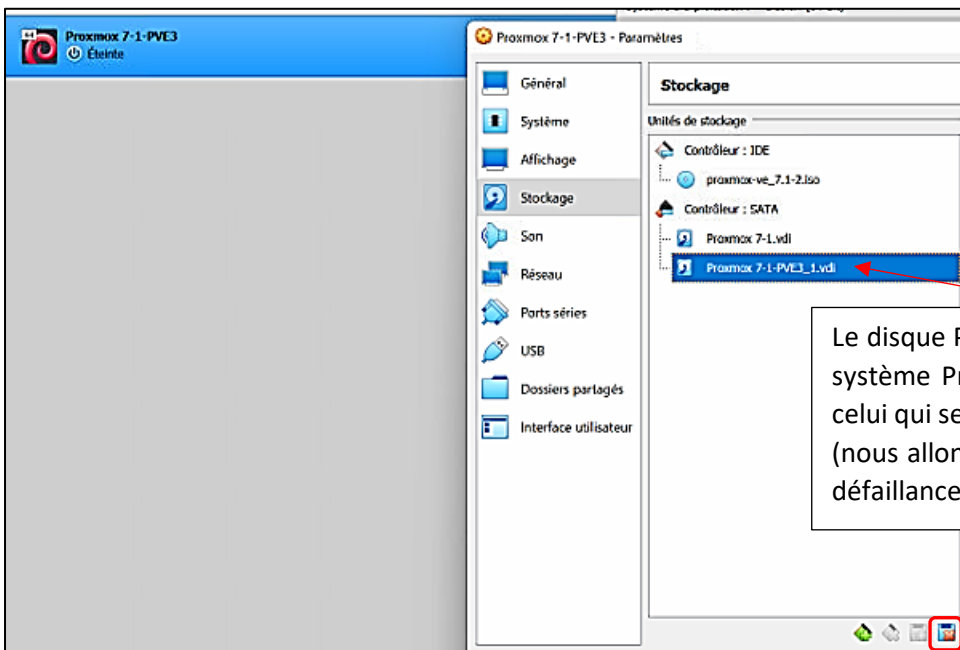 Proxmox 7-1-PVE3
Éteinte
Proxmox 7-1-PVE3 - Paramètres
Général
Système
Affichage
Stockage
Son
Réseau
Ports séries
USB
Dossiers partagés
Interface utilisateur
Stockage
Unités de stockage
Contrôleur : IDE
proxmox-ve_7.1-2.iso
Contrôleur : SATA
Proxmox 7-1.vdi
Proxmox 7-1-PVE3_1.vdi
Le disque
système
celui qui
(nous
défaillance